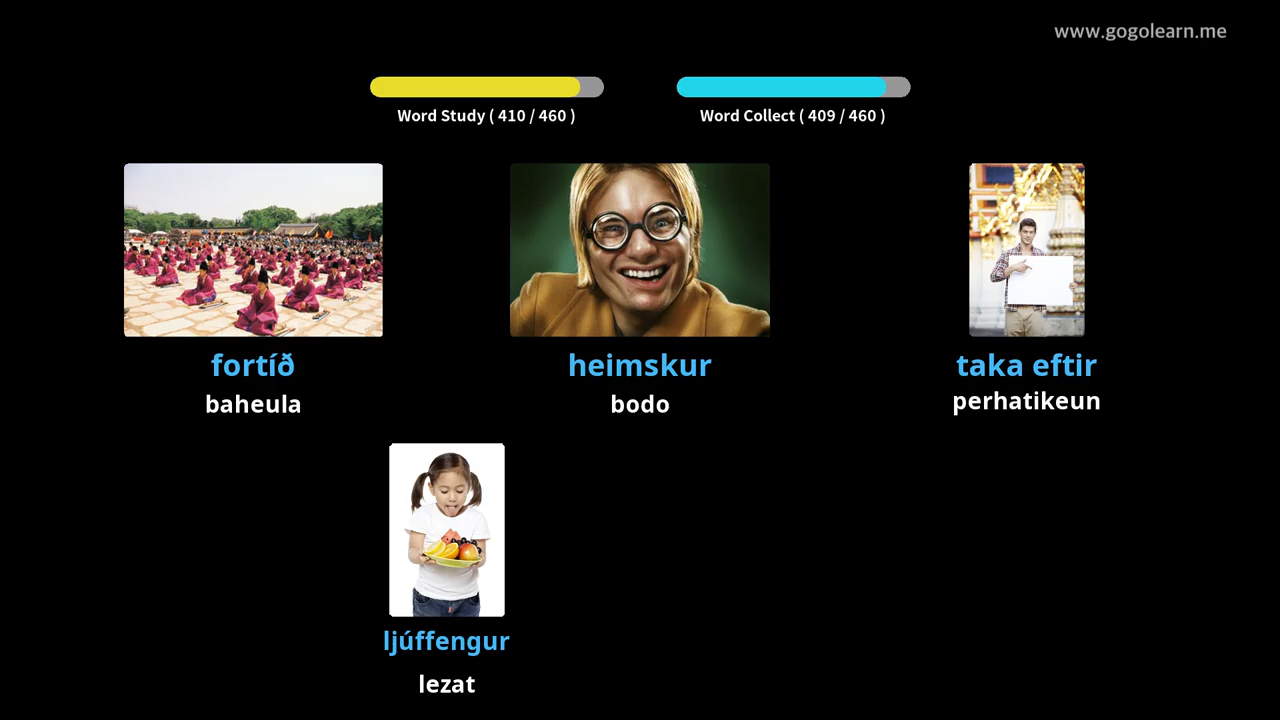 www.gogolearn.me
Word Study ( 410 / 460 )
Word Collect ( 409 / 460 )
fortíð
baheula
heimskur
bodo
taka eftir
perhatikeun
ljúffengur
lezat